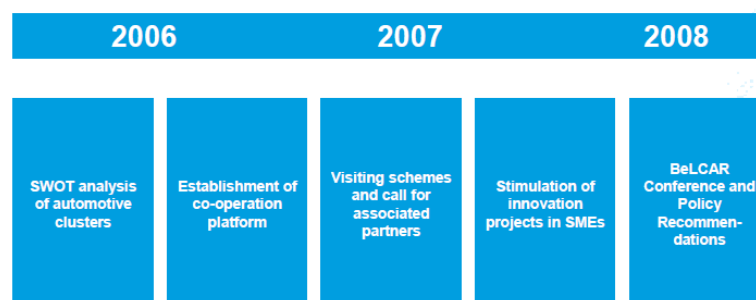 2006 2007 2008
SWOT analysis
of automotive
clusters
Establishment of
co-operation
platform
Visiting schemes
and call for
associated
partners
Stimulation of
innovation
projects in SMEs
BeLCAR
Conference and
Policy
Recommen-
dations